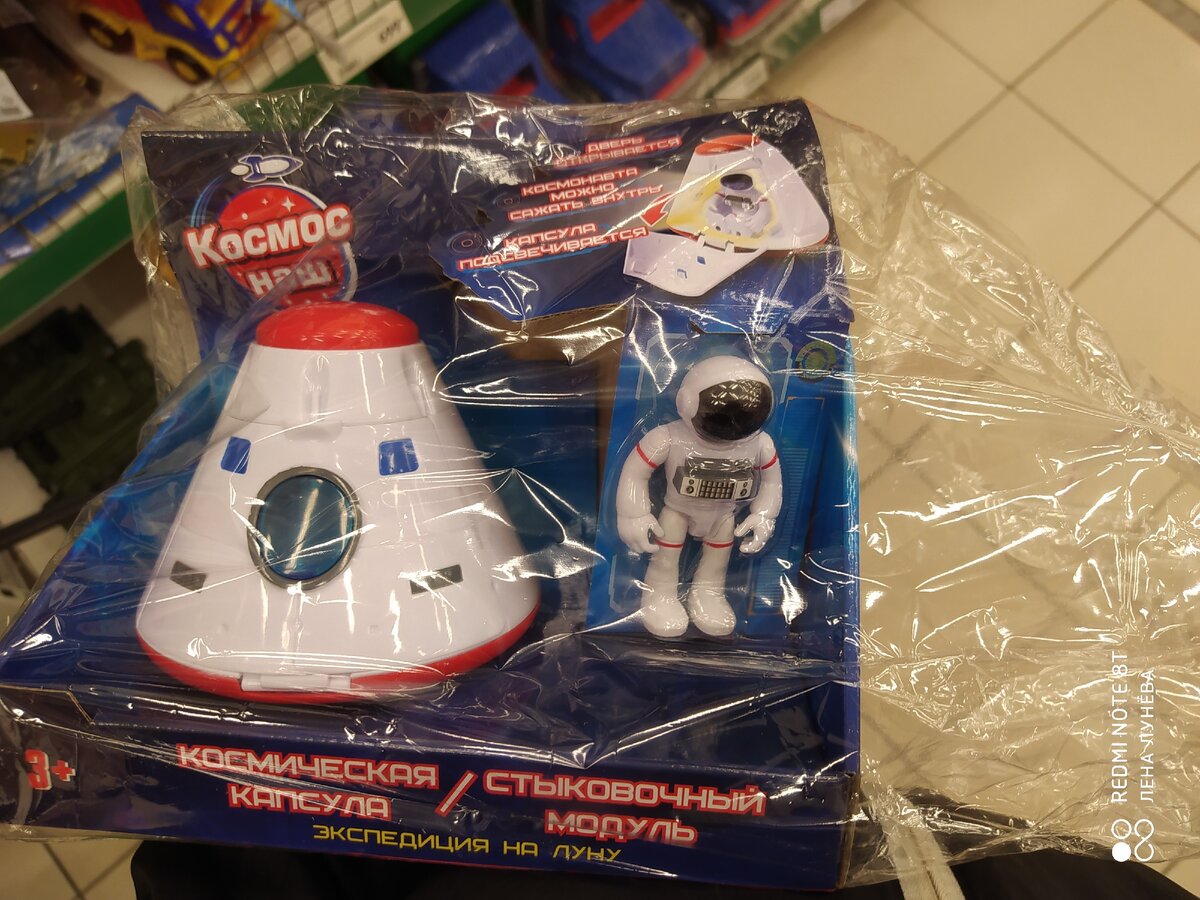 Космос
наш
ДВЕРЬ
ОТКРЫВАЕТСЯ
КОСМОНАВТА
МОЖНО
САЖАТЬ ВНУТРЬ
КАПСУЛА
ПОДСВЕЧИВАЕТСЯ
3+
КОСМИЧЕСКАЯ
КАПСУЛА
/
СТЫКОВОЧНЫЙ
МОДУЛЬ
ЭКСПЕДИЦИЯ НА ЛУНУ
REDMI NOTE 8T
ЛЕНА ЛУНЁВА